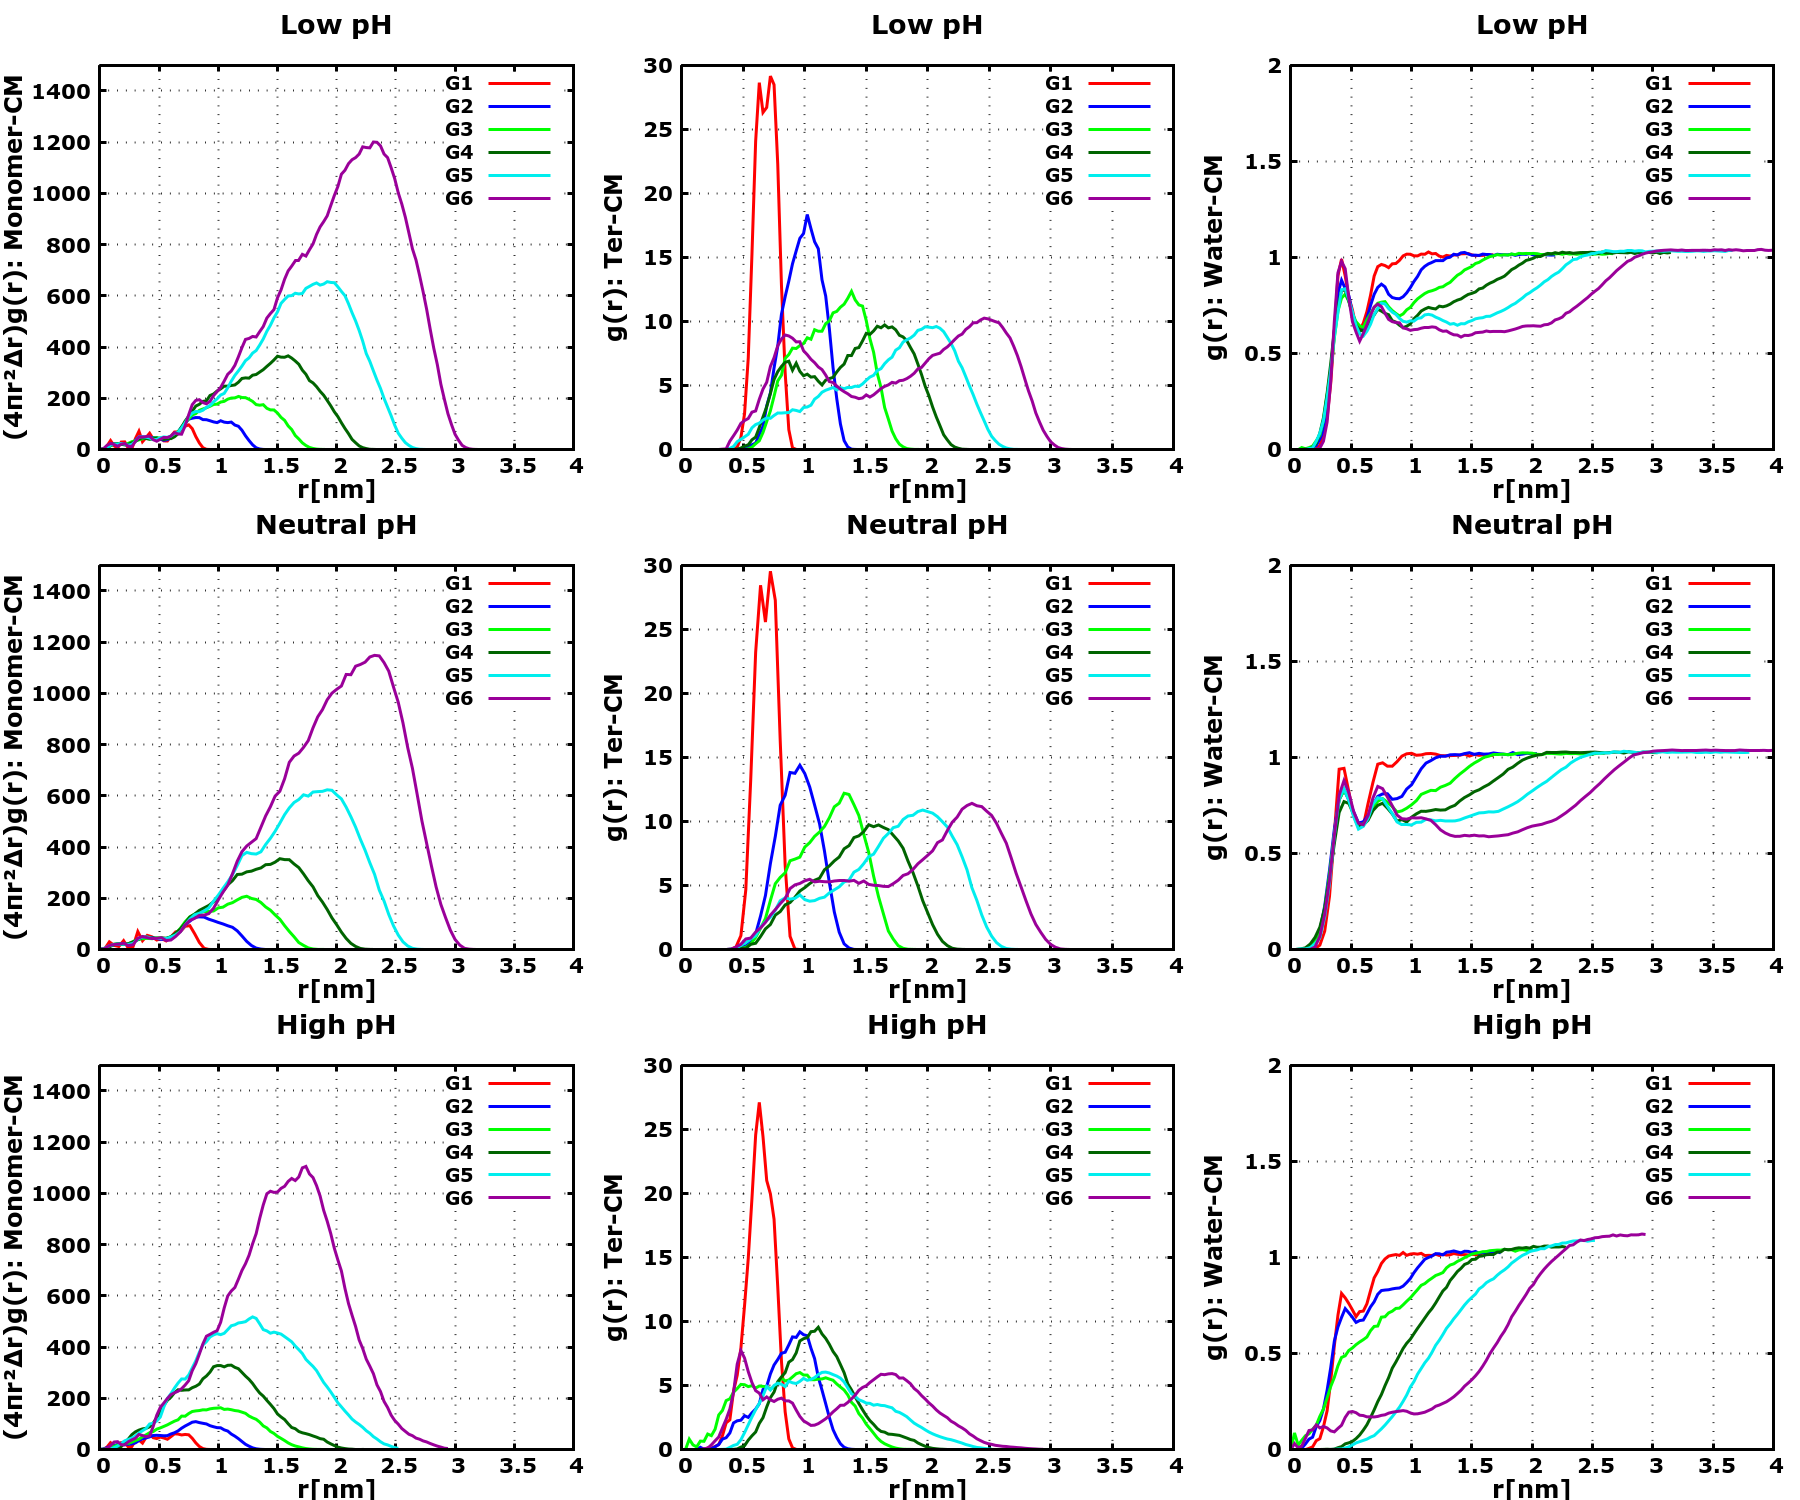 Low pH
(4πr²Δr)g(r): Monomer-CM
1400
1200
1000
800
600
400
200
0
G1
G2
G3
G4
G5
G6
0 0.5 1 1.5 2 2.5 3 3.5 4
r[nm]
Low pH
g(r): Ter-CM
30
25
20
15
10
5
0
G1
G2
G3
G4
G5
G6
0 0.5 1 1.5 2 2.5 3 3.5 4
r[nm]
Low pH
g(r): Water-CM
2
1.5
1
0.5
0
G1
G2
G3
G4
G5
G6
0 0.5 1 1.5 2 2.5 3 3.5 4
r[nm]
Neutral pH
(4πr²Δr)g(r): Monomer-CM
1400
1200
1000
800
600
400
200
0
G1
G2
G3
G4
G5
G6
0 0.5 1 1.5 2 2.5 3 3.5 4
r[nm]
Neutral pH
g(r): Ter-CM
30
25
20
15
10
5
0
G1
G2
G3
G4
G5
G6
0 0.5 1 1.5 2 2.5 3 3.5 4
r[nm]
Neutral pH
g(r): Water-CM
2
1.5
1
0.5
0
G1
G2
G3
G4
G5
G6
0 0.5 1 1.5 2 2.5 3 3.5 4
r[nm]
High pH
(4πr²Δr)g(r): Monomer-CM
1400
1200
1000
800
600
400
200
0
G1
G2
G3
G4
G5
G6
0 0.5 1 1.5 2 2.5 3 3.5 4
r[nm]
High pH
g(r): Ter-CM
30
25
20
15
10
5
0
G1
G2
G3
G4
G5
G6
0 0.5 1 1.5 2 2.5 3 3.5 4
r[nm]
High pH
g(r): Water-CM
2
1.5
1
0.5
0
G1
G2
G3
G4
G5
G6
0 0.5 1 1.5 2 2.5 3 3.5 4
r[nm]